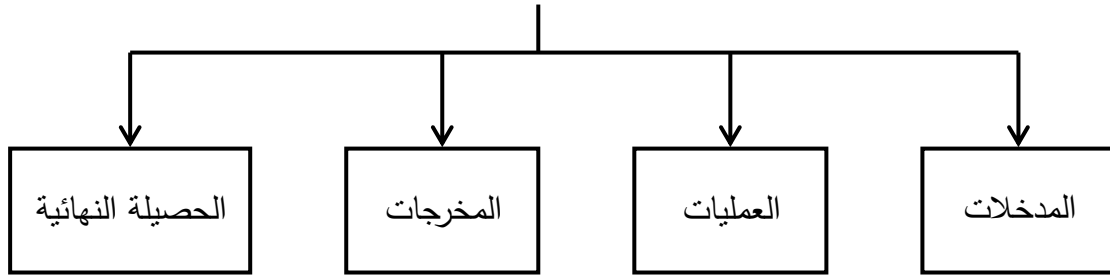 المدخلات
العمليات
المخرجات
الحصيلة النهائية